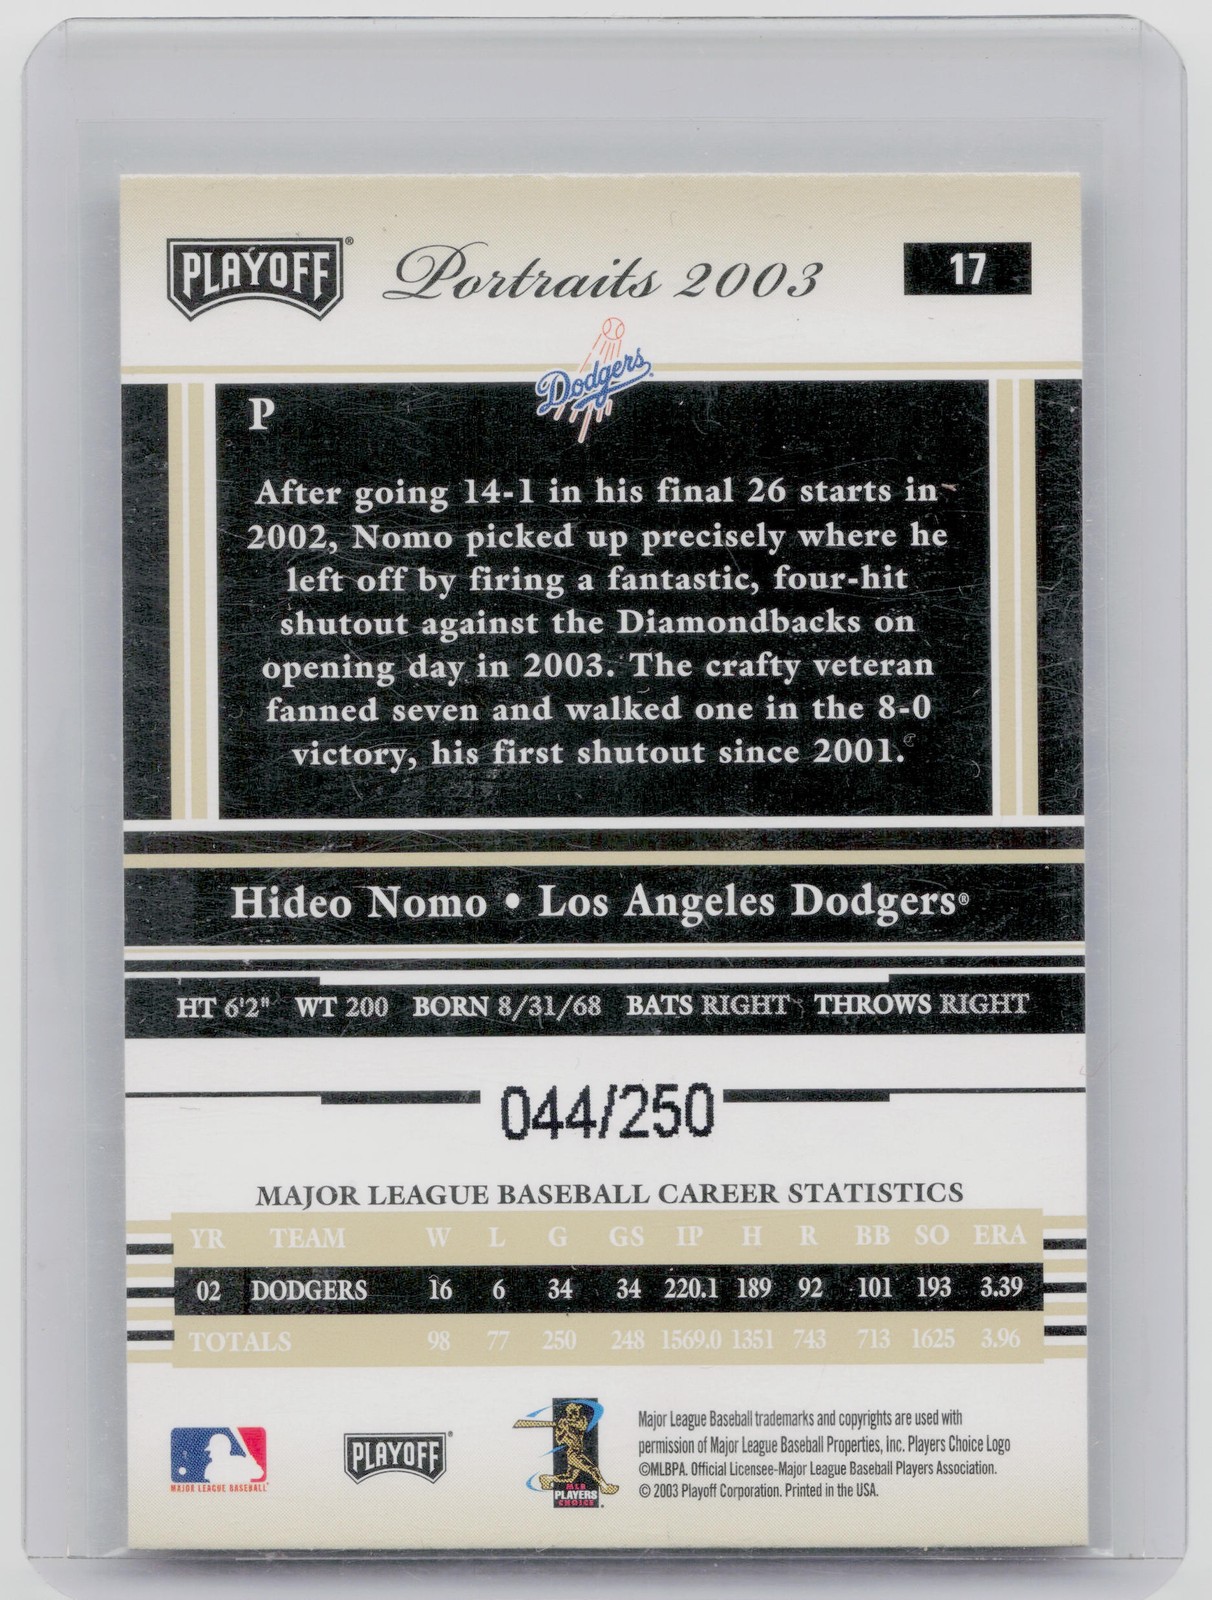 PLAYOFF®
Portraits 2003
17
Dodgers
P
After going 14-1 in his final 26 starts in
2002, Nomo picked up precisely where he
left off by firing a fantastic, four-hit
shutout against the Diamondbacks on
opening day in 2003. The crafty veteran
fanned seven and walked one in the 8-0
victory, his first shutout since 2001.
Hideo Nomo • Los Angeles Dodgers®
HT 6'2" WT 200 BORN 8/31/68 BATS RIGHT THROWS RIGHT
044/250
MAJOR LEAGUE BASEBALL CAREER STATISTICS
YR TEAM W L G GS IP H R BB SO ERA
02 DODGERS 16 6 34 34 220.1 189 92 101 193 3.39
TOTALS 98 77 250 248 1569.0 1351 743 713 1625 3.96
MAJOR LEAGUE BASEBALL
PLAYOFF®
MLB
PLAYERS
CHOICE
Major League Baseball trademarks and copyrights are used with
permission of Major League Baseball Properties, Inc. Players Choice Logo
©MLBPA. Official Licensee-Major League Baseball Players Association.
© 2003 Playoff Corporation. Printed in the USA.